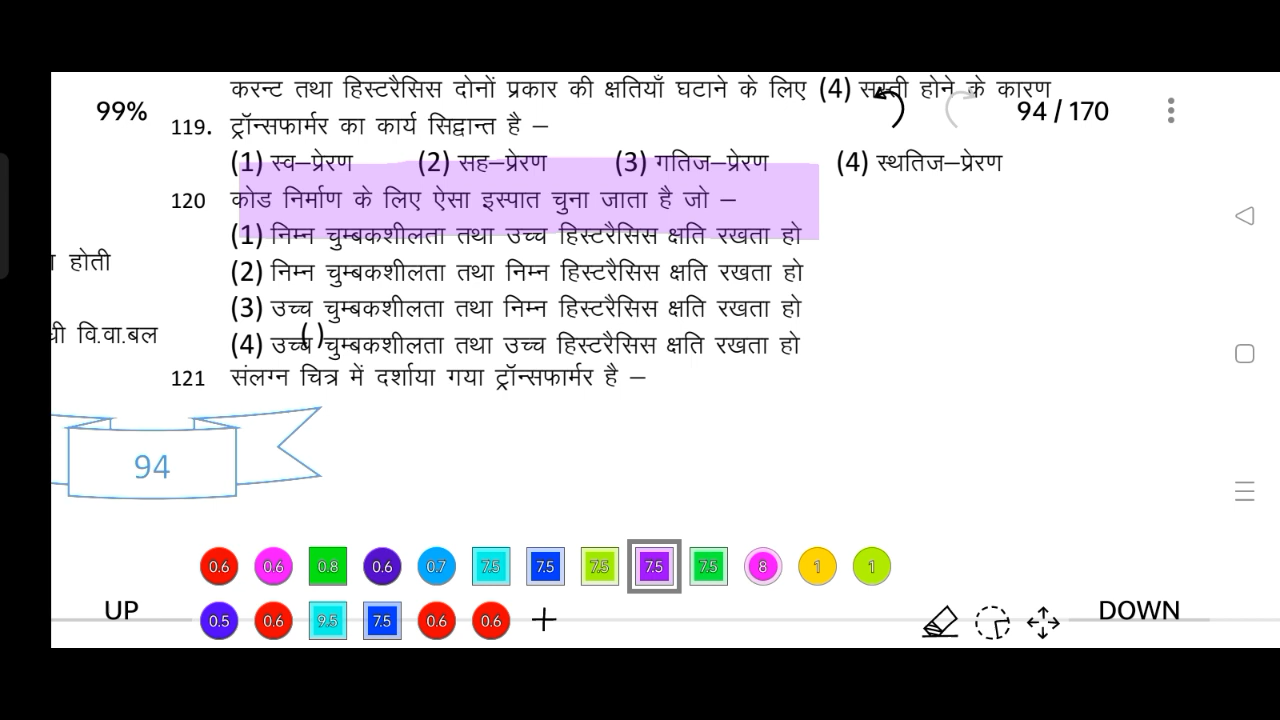 करन्ट तथा हिस्टरैसिस दोनों प्रकार की क्षतियाँ घटाने के लिए (4) सस्ती होने के कारण
99%
94 / 170
119. ट्रॉन्सफार्मर का कार्य सिद्वान्त है –
(1) स्व–प्रेरण (2) सह–प्रेरण (3) गतिज–प्रेरण (4) स्थतिज–प्रेरण
120 कोड निर्माण के लिए ऐसा इस्पात चुना जाता है जो –
(1) निम्न चुम्बकशीलता तथा उच्च हिस्टरैसिस क्षति रखता हो
होती
(2) निम्न चुम्बकशीलता तथा निम्न हिस्टरैसिस क्षति रखता हो
(3) उच्च चुम्बकशीलता तथा निम्न हिस्टरैसिस क्षति रखता हो
वि.वा.बल
( )
(4) उच्च चुम्बकशीलता तथा उच्च हिस्टरैसिस क्षति रखता हो
121 संलग्न चित्र में दर्शाया गया ट्रॉन्सफार्मर है –
94
0.6 0.6 0.8 0.6 0.7 7.5 7.5 7.5 7.5 7.5 8 1 1
UP 0.5 0.6 9.5 7.5 0.6 0.6 + DOWN